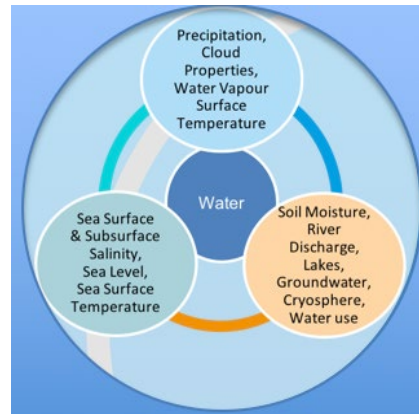 Precipitation,
Cloud
Properties,
Water Vapour
Surface
Temperature
Water
Sea Surface
& Subsurface
Salinity,
Sea Level,
Sea Surface
Temperature
Soil Moisture,
River
Discharge,
Lakes,
Groundwater,
Cryosphere,
Water use